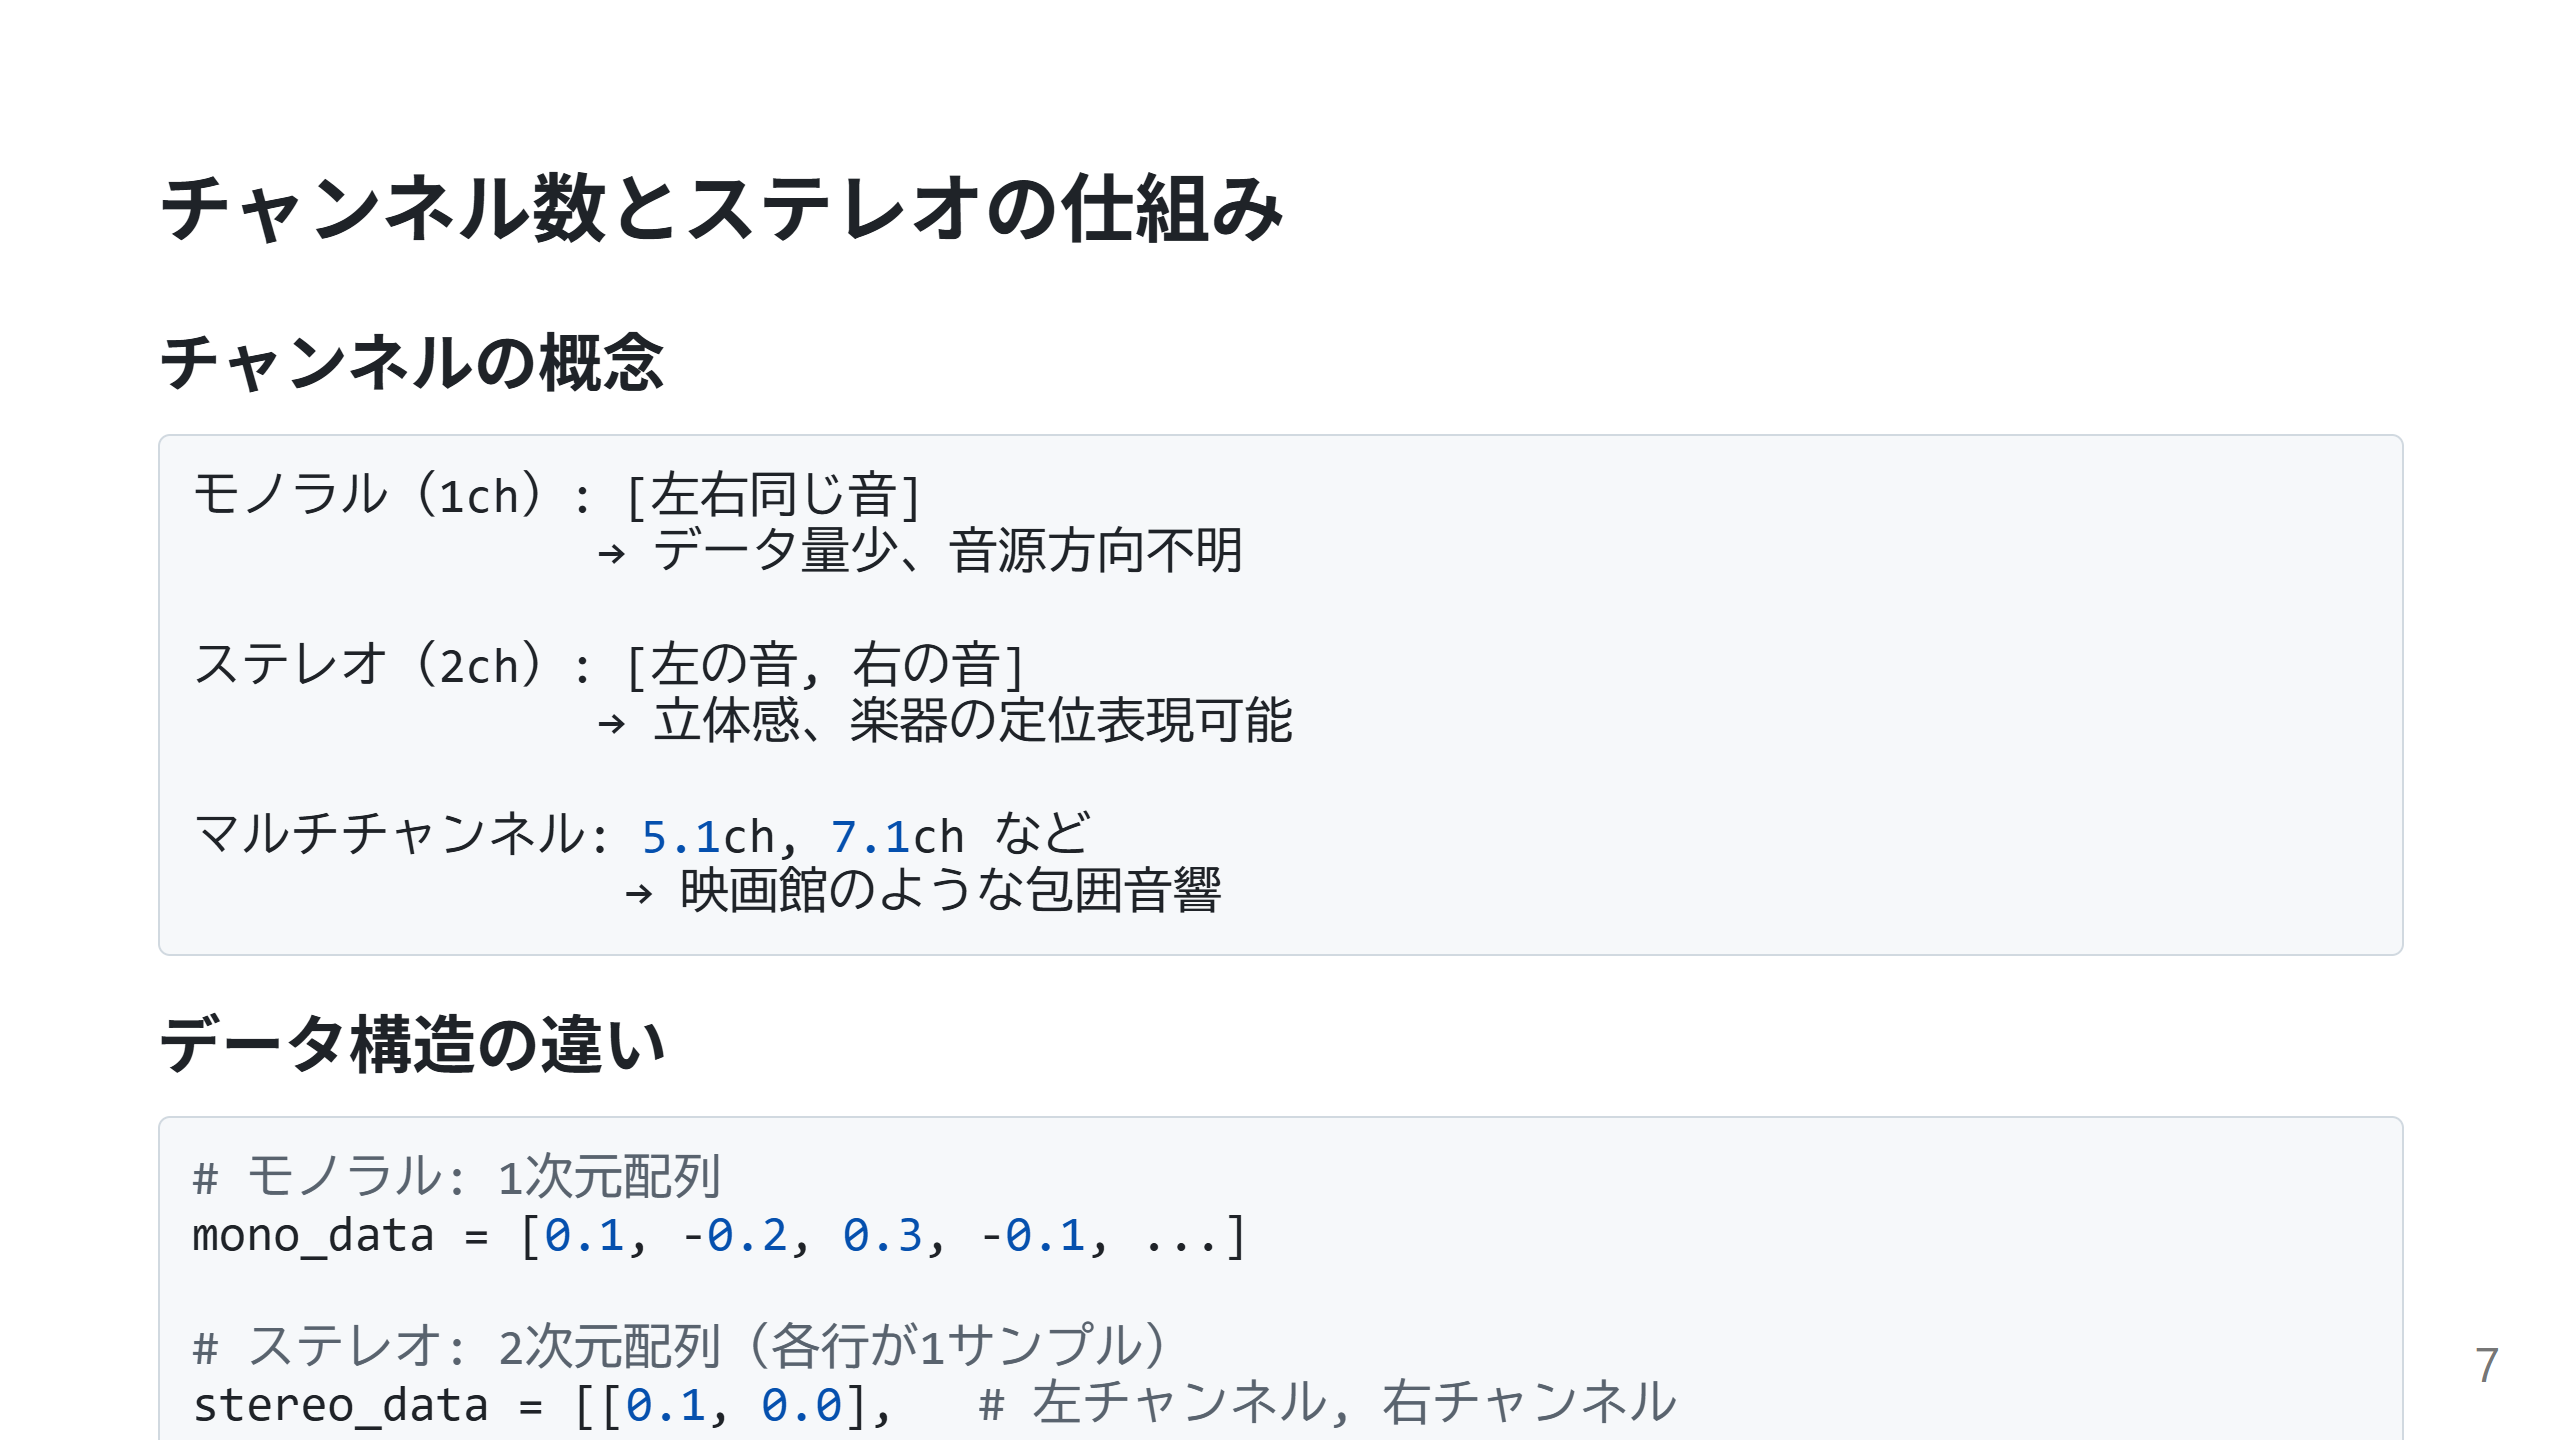 チャンネル数とステレオの仕組み
チャンネルの概念
モノラル（1ch）: [左右同じ音]
→ データ量少、音源方向不明
ステレオ（2ch）: [左の音, 右の音]
→ 立体感、楽器の定位表現可能
マルチチャンネル: 5.1ch, 7.1ch など
→ 映画館のような包囲音響
データ構造の違い
# モノラル: 1次元配列
mono_data = [0.1, -0.2, 0.3, -0.1, ...]
# ステレオ: 2次元配列（各行が1サンプル）
stereo_data = [[0.1, 0.0],   # 左チャンネル, 右チャンネル
7